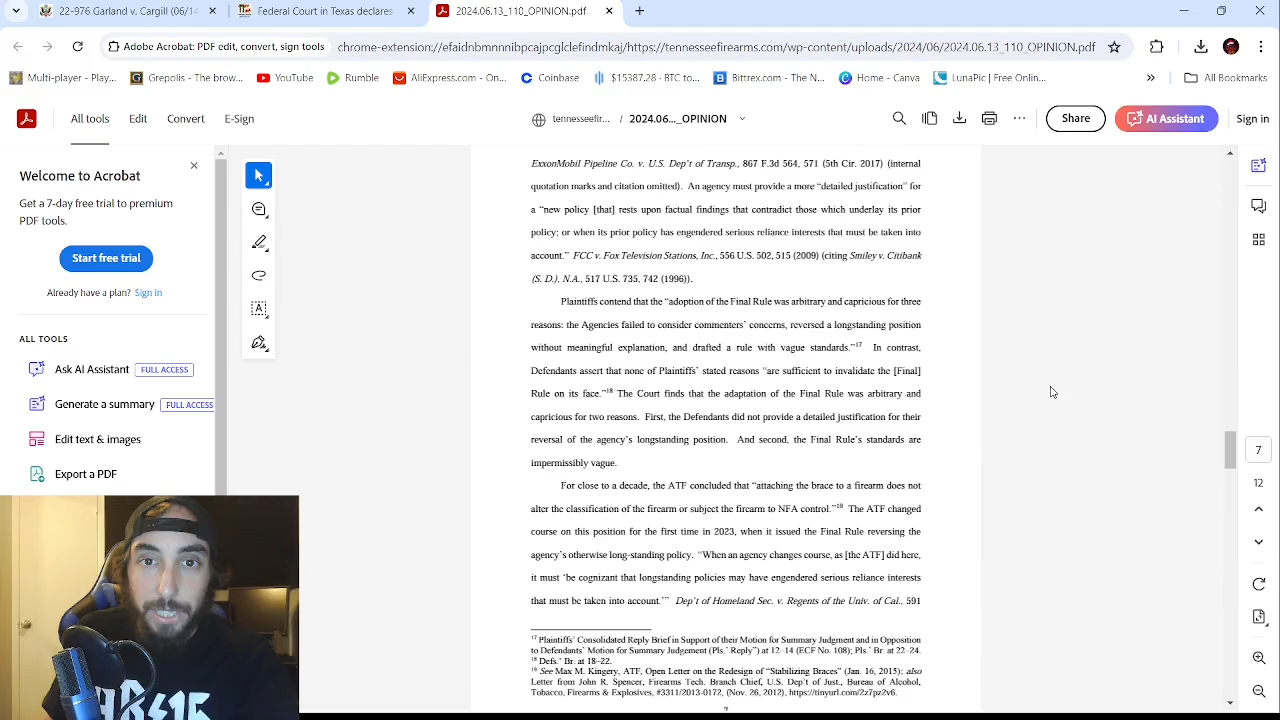 22-976 Garland v. Cargill (06/14
Federal Court in Texas declares
2024.06.13_110_OPINION.pdf
Adobe Acrobat: PDF edit, convert, sign tools
chrome-extension://efaidnbmnnnibpcajpcglclefindmkaj/https://tennesseefirearms.com/wp-content/uploads/2024/06/2024.06.13_110_OPINION.pdf
Multi-player - Play...
Grepolis - The brow...
YouTube
Rumble
AliExpress.com - On...
Coinbase
$15387.28 · BTC to...
Bittrex.com - The N...
Home - Canva
Lunapic | Free Onlin...
All Bookmarks
All tools
Edit
Convert
E-Sign
tennesseefir... / 2024.06..._OPINION
Share
AI Assistant
Sign in
Welcome to Acrobat
Get a 7-day free trial to premium
PDF tools.
Start free trial
Already have a plan? Sign in
ALL TOOLS
Ask AI Assistant FULL ACCESS
Generate a summary FULL ACCESS
Edit text & images
Export a PDF
ExxonMobil Pipeline Co. v. U.S. Dep't of Transp., 867 F.3d 564, 571 (5th Cir. 2017) (internal
quotation marks and citation omitted). An agency must provide a more “detailed justification” for
a “new policy [that] rests upon factual findings that contradict those which underlay its prior
policy; or when its prior policy has engendered serious reliance interests that must be taken into
account.” FCC v. Fox Television Stations, Inc., 556 U.S. 502, 515 (2009) (citing Smiley v. Citibank
(S. D.), N.A., 517 U.S. 735, 742 (1996)).
Plaintiffs contend that the “adoption of the Final Rule was arbitrary and capricious for three
reasons: the Agencies failed to consider commenters' concerns, reversed a longstanding position
without meaningful explanation, and drafted a rule with vague standards.”17 In contrast,
Defendants assert that none of Plaintiffs' stated reasons “are sufficient to invalidate the [Final]
Rule on its face.”18 The Court finds that the adaptation of the Final Rule was arbitrary and
capricious for two reasons. First, the Defendants did not provide a detailed justification for their
reversal of the agency's longstanding position. And second, the Final Rule's standards are
impermissibly vague.
For close to a decade, the ATF concluded that “attaching the brace to a firearm does not
alter the classification of the firearm or subject the firearm to NFA control.”19 The ATF changed
course on this position for the first time in 2023, when it issued the Final Rule reversing the
agency's otherwise long-standing policy. “When an agency changes course, as [the ATF] did here,
it must ‘be cognizant that longstanding policies may have engendered serious reliance interests
that must be taken into account.’” Dep't of Homeland Sec. v. Regents of the Univ. of Cal., 591
17 Plaintiffs' Consolidated Reply Brief in Support of their Motion for Summary Judgment and in Opposition
to Defendants' Motion for Summary Judgement (Pls.' Reply”) at 12–14 (ECF No. 108); Pls.' Br. at 22–24.
18 Defs.' Br. at 18–22.
19 See Max M. Kingery, ATF, Open Letter on the Redesign of “Stabilizing Braces” (Jan. 16, 2015); also
Letter from John R. Spencer, Firearms Tech. Branch Chief, U.S. Dep't of Just., Bureau of Alcohol,
Tobacco, Firearms & Explosives, #3311/2013-0172, (Nov. 26, 2012), https://tinyurl.com/2z7pz2v6.
7
12